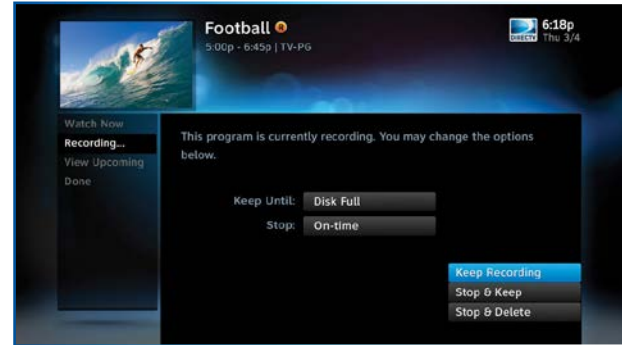 Football R
6:18p
5:00p - 6:45p | TV-PG
DIRECTV Thu 3/4
Watch Now
Recording...
View Upcoming
Done
This program is currently recording. You may change the options
below.
Keep Until: Disk Full
Stop: On-time
Keep Recording
Stop & Keep
Stop & Delete